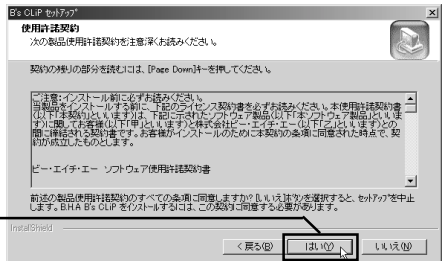 B's CLiP セットアップ
使用許諾契約
次の製品使用許諾契約を注意深くお読みください。
契約の残りの部分を読むには、[Page Down]キーを押してください。
ご注意:インストール前に必ずお読みください。
当製品をインストールする前に、下記のライセンス契約書を必ずお読みください。本使用許諾契約書
(以下「本契約」といいます)は、下記に示されたソフトウェア製品(以下「本ソフトウェア製品」といいま
す)に関してお客様(以下「甲」といいます)と株式会社ビー・エイチ・エー(以下「乙」といいます)との
間に締結される契約書です。お客様がインストールのために本契約の条項に同意された時点で、契
約が成立したものとします。
ビー・エイチ・エー ソフトウェア使用許諾契約書
前述の製品使用許諾契約のすべての条項に同意しますか? [いいえ]ボタンを選択すると、セットアップを中止
します。B.H.A B's CLiP をインストールするには、この契約に同意する必要があります。
InstallShield
< 戻る(B)
はい(Y)
いいえ(N)